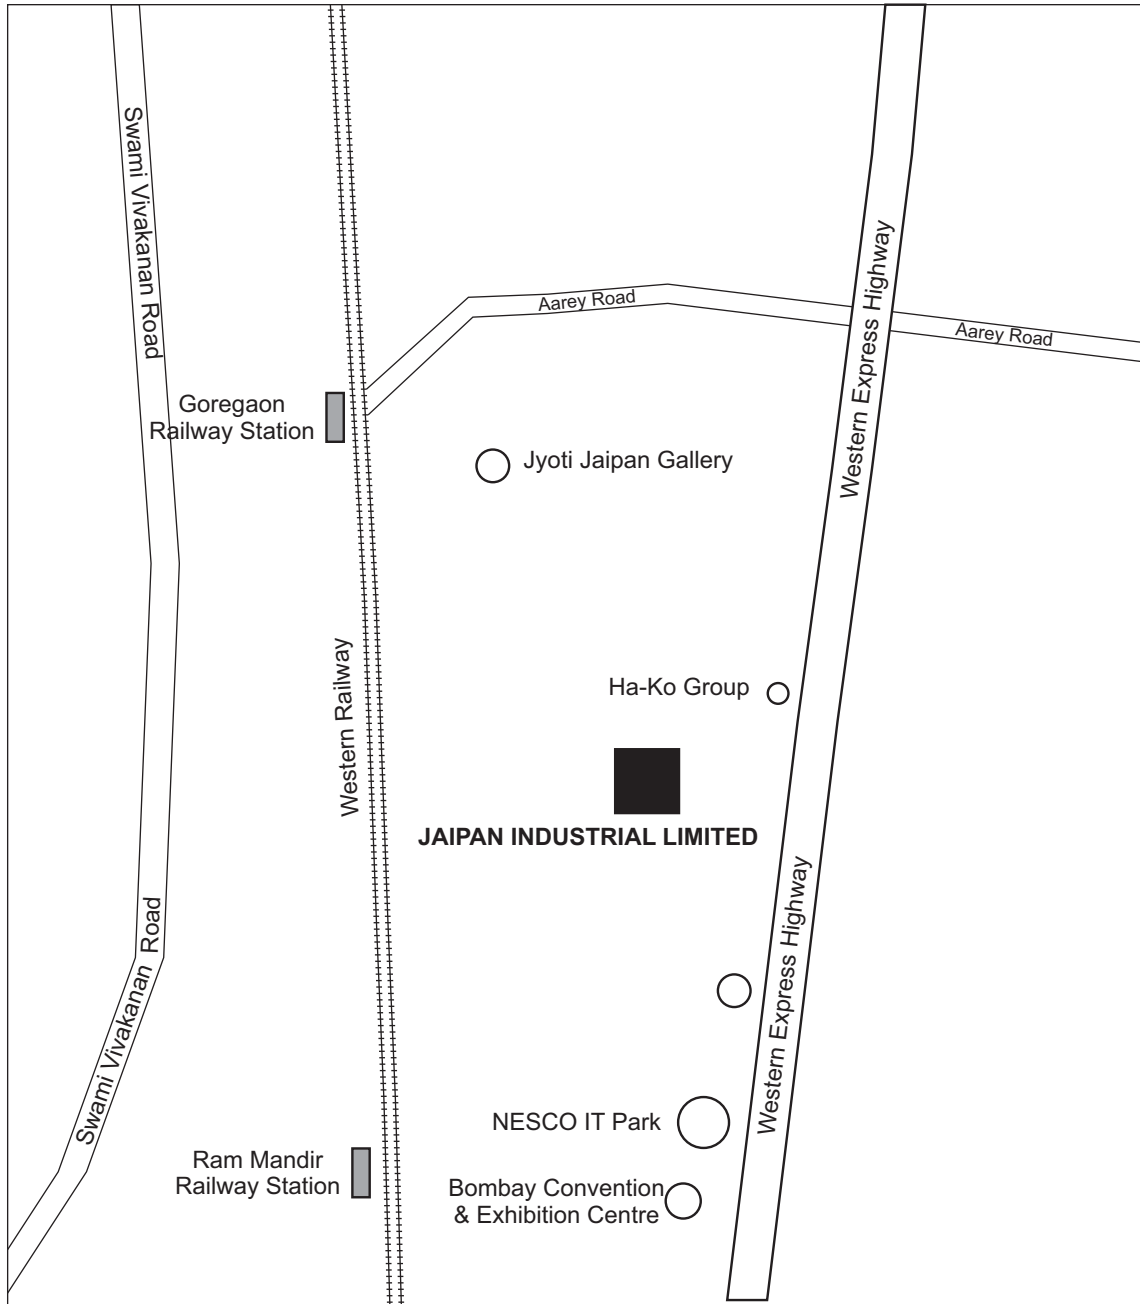 Swami Vivakanan Road
Western Express Highway
Aarey Road
Aarey Road
Goregaon
Railway Station
Jyoti Jaipan Gallery
Western Railway
Ha-Ko Group
JAIPAN INDUSTRIAL LIMITED
Western Express Highway
Swami Vivakanan Road
NESCO IT Park
Ram Mandir
Railway Station
Bombay Convention
& Exhibition Centre